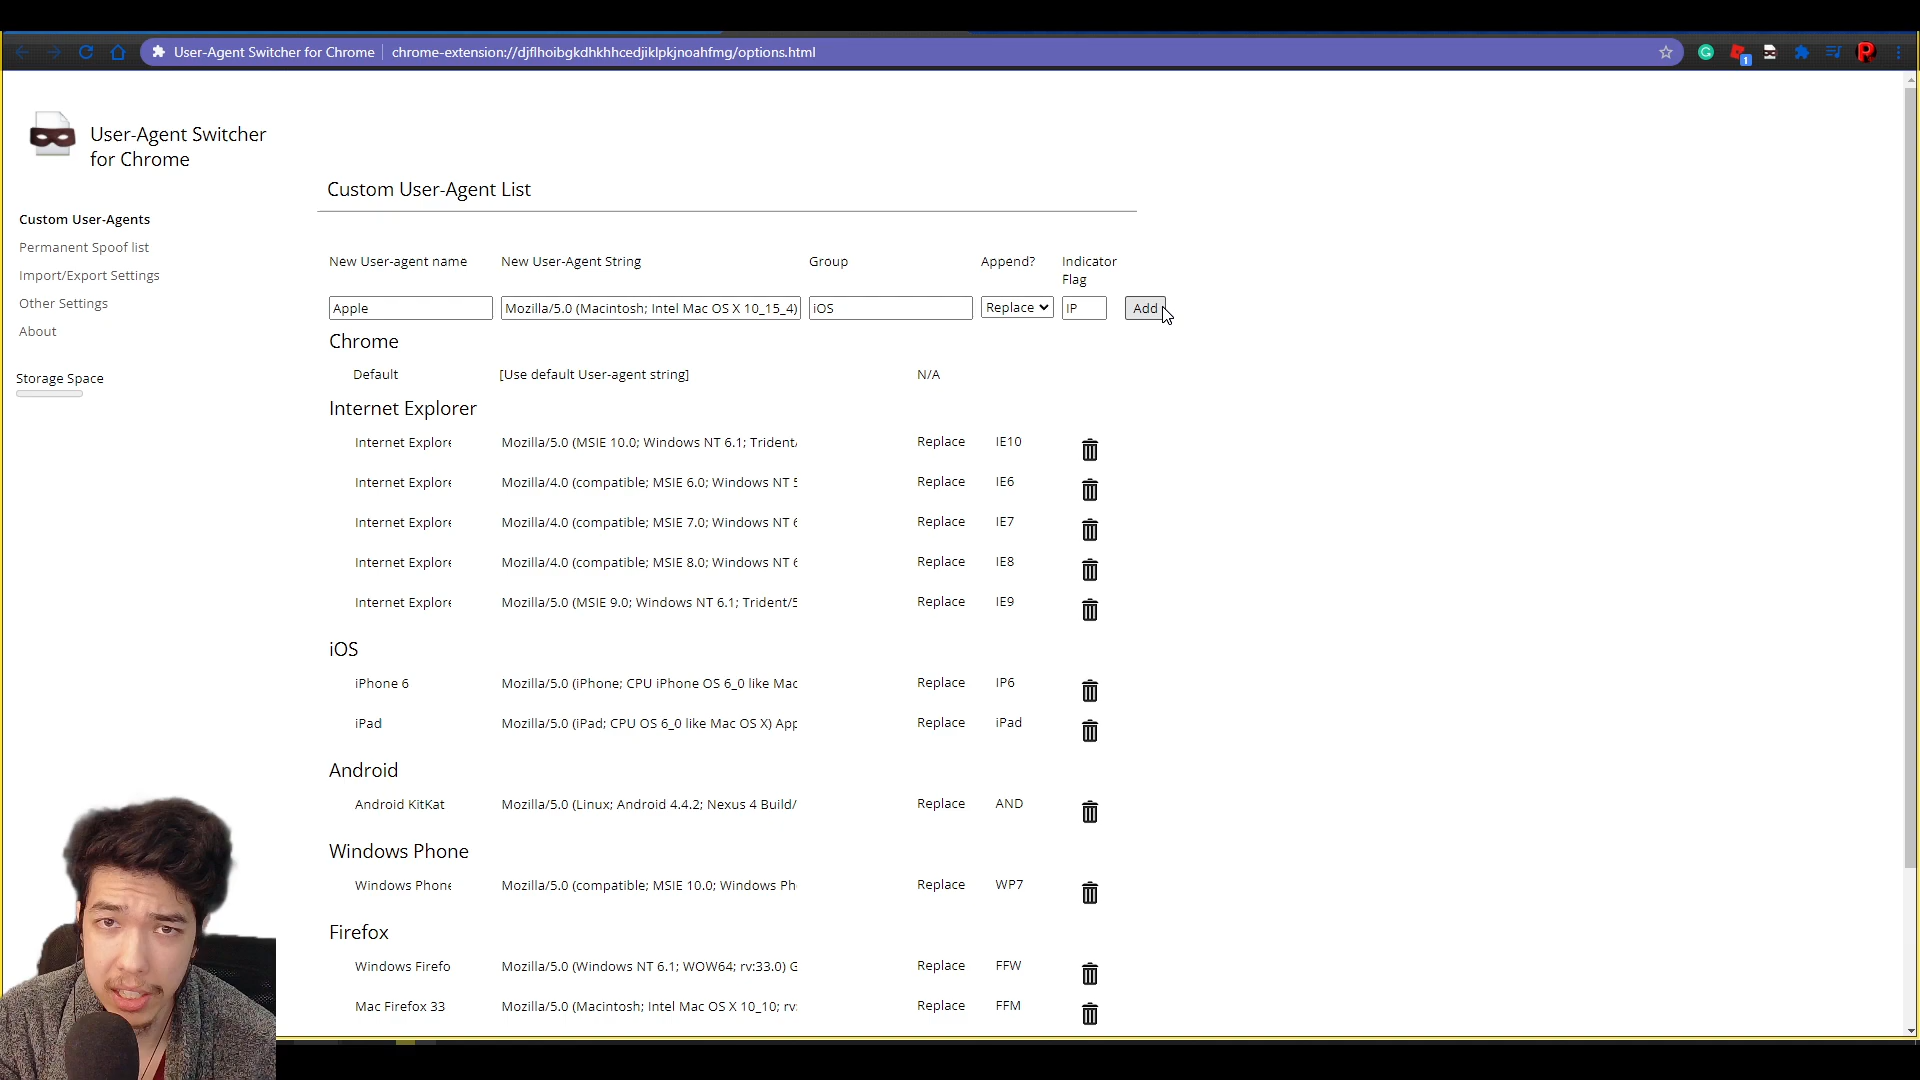 User-Agent Switcher for Chrome
chrome-extension://djflhoibgkdhkhhcedjiklpkjnoahfmg/options.html
1
User-Agent Switcher
for Chrome
Custom User-Agents
Permanent Spoof list
Import/Export Settings
Other Settings
About
Storage Space
Custom User-Agent List
New User-agent name New User-Agent String Group Append? Indicator Flag
Apple Mozilla/5.0 (Macintosh; Intel Mac OS X 10_15_4) iOS Replace IP Add
Chrome
Default [Use default User-agent string] N/A
Internet Explorer
Internet Explore Mozilla/5.0 (MSIE 10.0; Windows NT 6.1; Trident/ Replace IE10
Internet Explore Mozilla/4.0 (compatible; MSIE 6.0; Windows NT 5 Replace IE6
Internet Explore Mozilla/4.0 (compatible; MSIE 7.0; Windows NT 6 Replace IE7
Internet Explore Mozilla/4.0 (compatible; MSIE 8.0; Windows NT 6 Replace IE8
Internet Explore Mozilla/5.0 (MSIE 9.0; Windows NT 6.1; Trident/5 Replace IE9
iOS
iPhone 6 Mozilla/5.0 (iPhone; CPU iPhone OS 6_0 like Mac Replace IP6
iPad Mozilla/5.0 (iPad; CPU OS 6_0 like Mac OS X) App Replace iPad
Android
Android KitKat Mozilla/5.0 (Linux; Android 4.4.2; Nexus 4 Build/ Replace AND
Windows Phone
Windows Phone Mozilla/5.0 (compatible; MSIE 10.0; Windows Ph Replace WP7
Firefox
Windows Firefo Mozilla/5.0 (Windows NT 6.1; WOW64; rv:33.0) G Replace FFW
Mac Firefox 33 Mozilla/5.0 (Macintosh; Intel Mac OS X 10_10; rv: Replace FFM